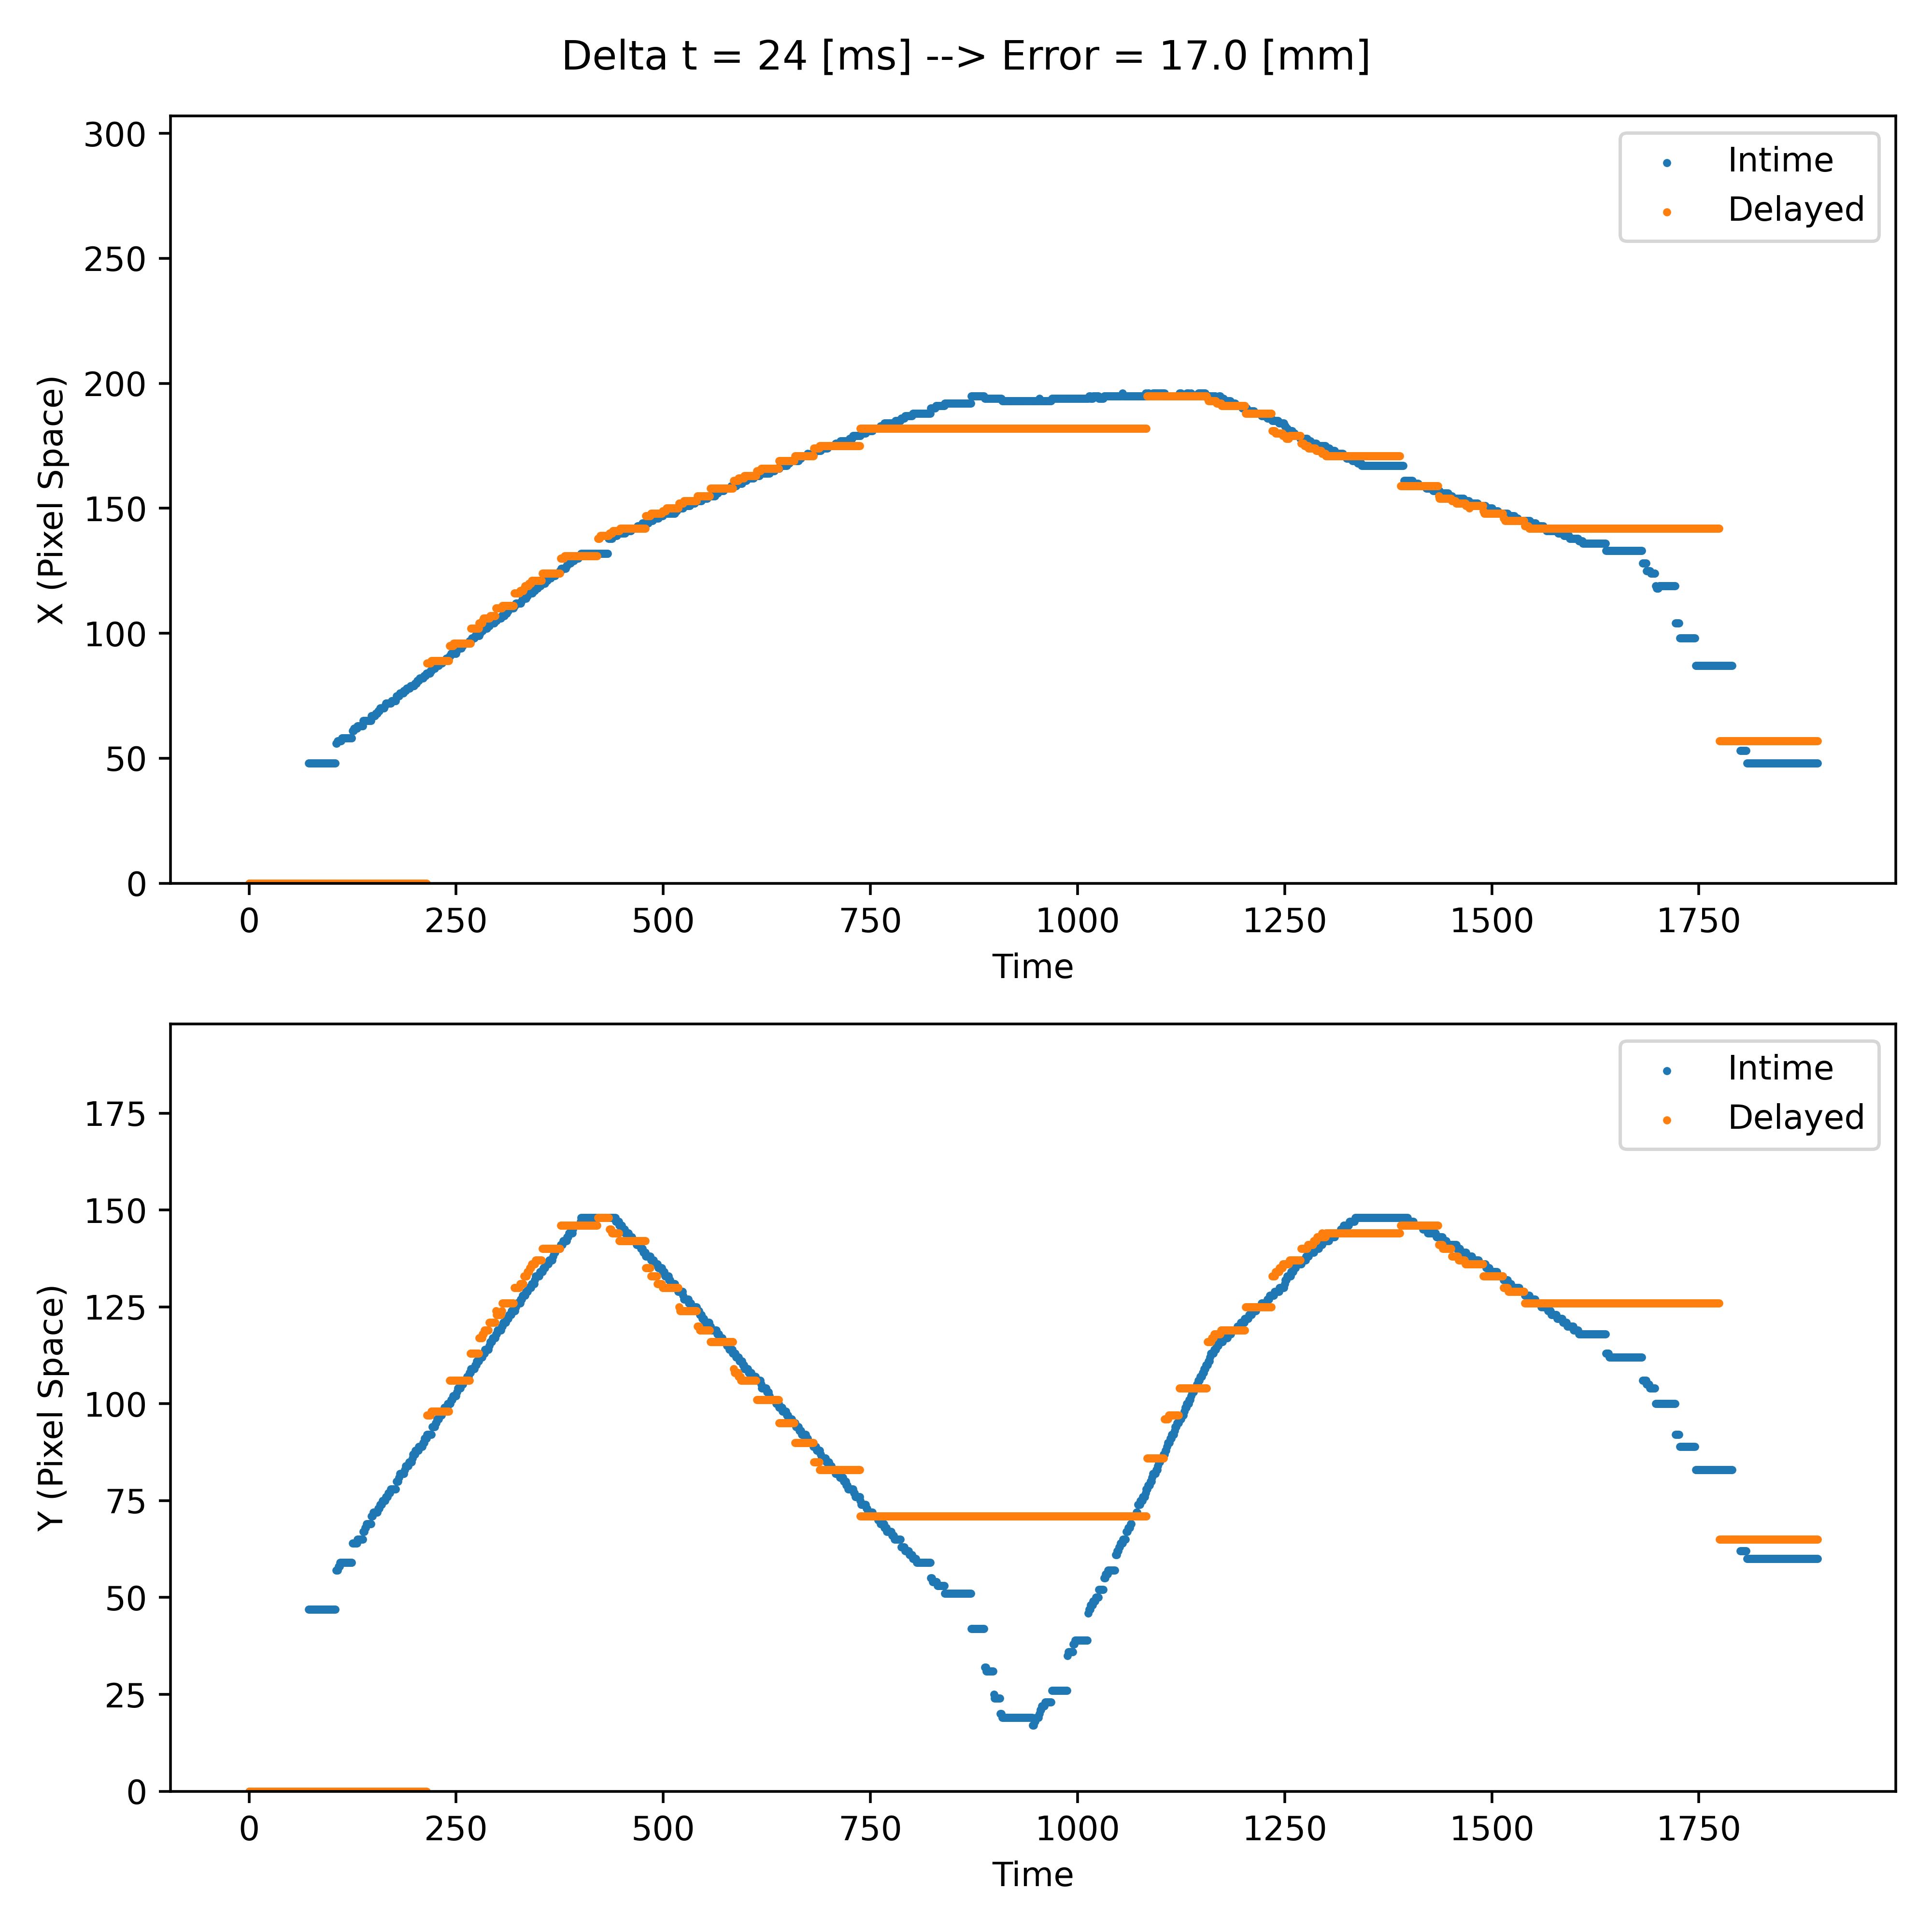 Delta t = 24 [ms] --> Error = 17.0 [mm]
300
250
200
150
100
50
0
X (Pixel Space)
Intime
Delayed
0 250 500 750 1000 1250 1500 1750
Time
175
150
125
100
75
50
25
0
Y (Pixel Space)
Intime
Delayed
0 250 500 750 1000 1250 1500 1750
Time